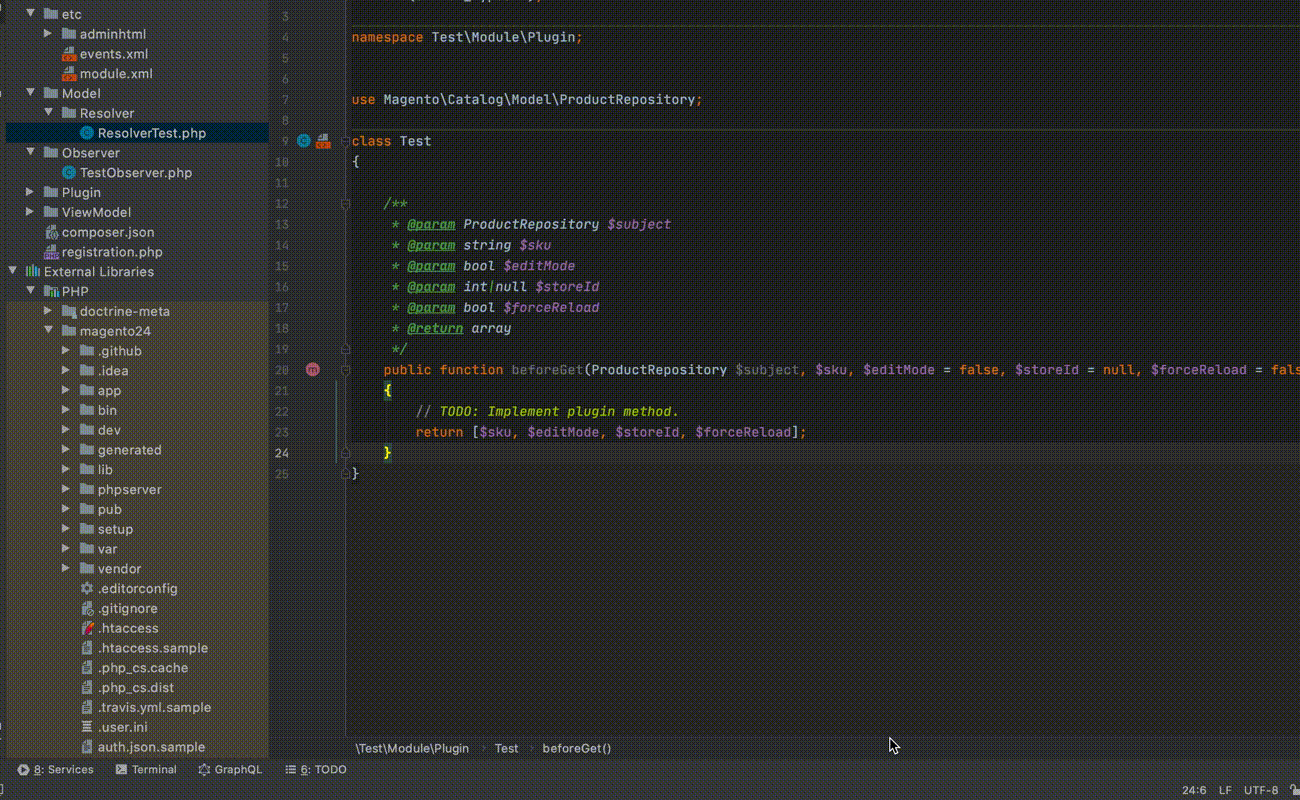 etc
adminhtml
events.xml
module.xml
Model
Resolver
ResolverTest.php
Observer
TestObserver.php
Plugin
ViewModel
composer.json
registration.php
External Libraries
PHP
doctrine-meta
magento24
.github
.idea
app
bin
dev
generated
lib
phpserver
pub
setup
var
vendor
.editorconfig
.gitignore
.htaccess
.htaccess.sample
.php_cs.cache
.php_cs.dist
.travis.yml.sample
.user.ini
auth.json.sample
3
4 namespace Test\Module\Plugin;
5
6
7 use Magento\Catalog\Model\ProductRepository;
8
9 class Test
10 {
11
12 /**
13 * @param ProductRepository $subject
14 * @param string $sku
15 * @param bool $editMode
16 * @param int|null $storeId
17 * @param bool $forceReload
18 * @return array
19 */
20 public function beforeGet(ProductRepository $subject, $sku, $editMode = false, $storeId = null, $forceReload = fals
21 {
22 // TODO: Implement plugin method.
23 return [$sku, $editMode, $storeId, $forceReload];
24 }
25 }
\Test\Module\Plugin › Test › beforeGet()
8: Services Terminal GraphQL 6: TODO
24:6 LF UTF-8